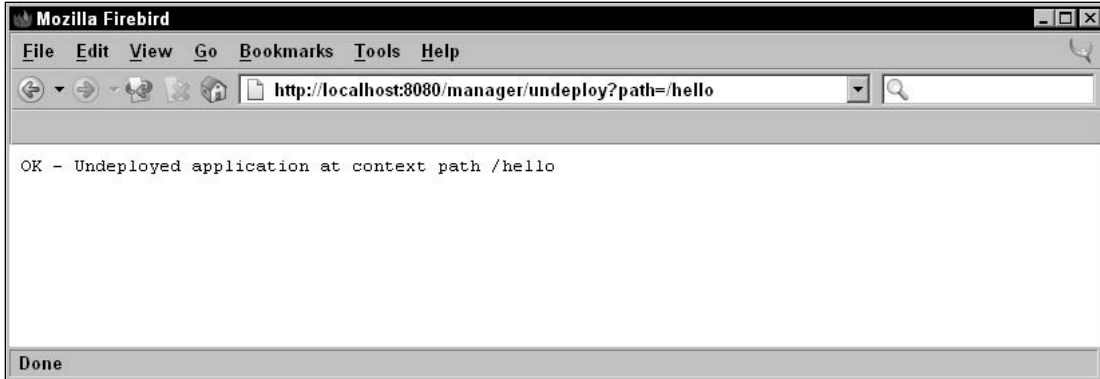 Mozilla Firebird
File Edit View Go Bookmarks Tools Help
http://localhost:8080/manager/undeploy?path=/hello
OK - Undeployed application at context path /hello
Done